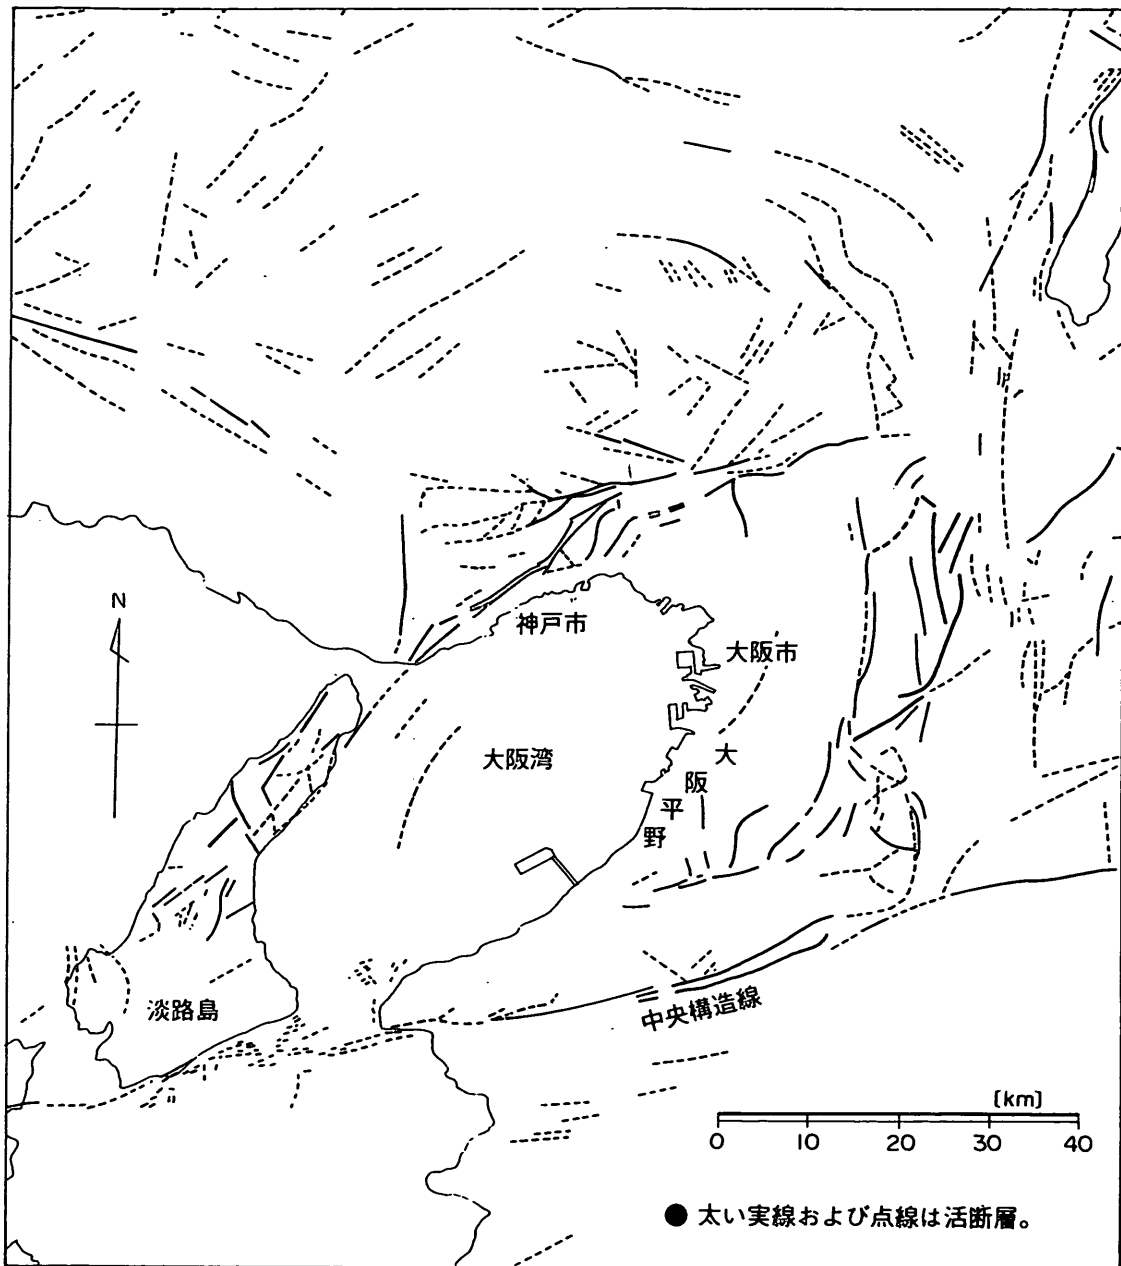 N
神戸市
大阪市
大阪湾
大阪平野
淡路島
中央構造線
[km]
0 10 20 30 40
● 太い実線および点線は活断層。